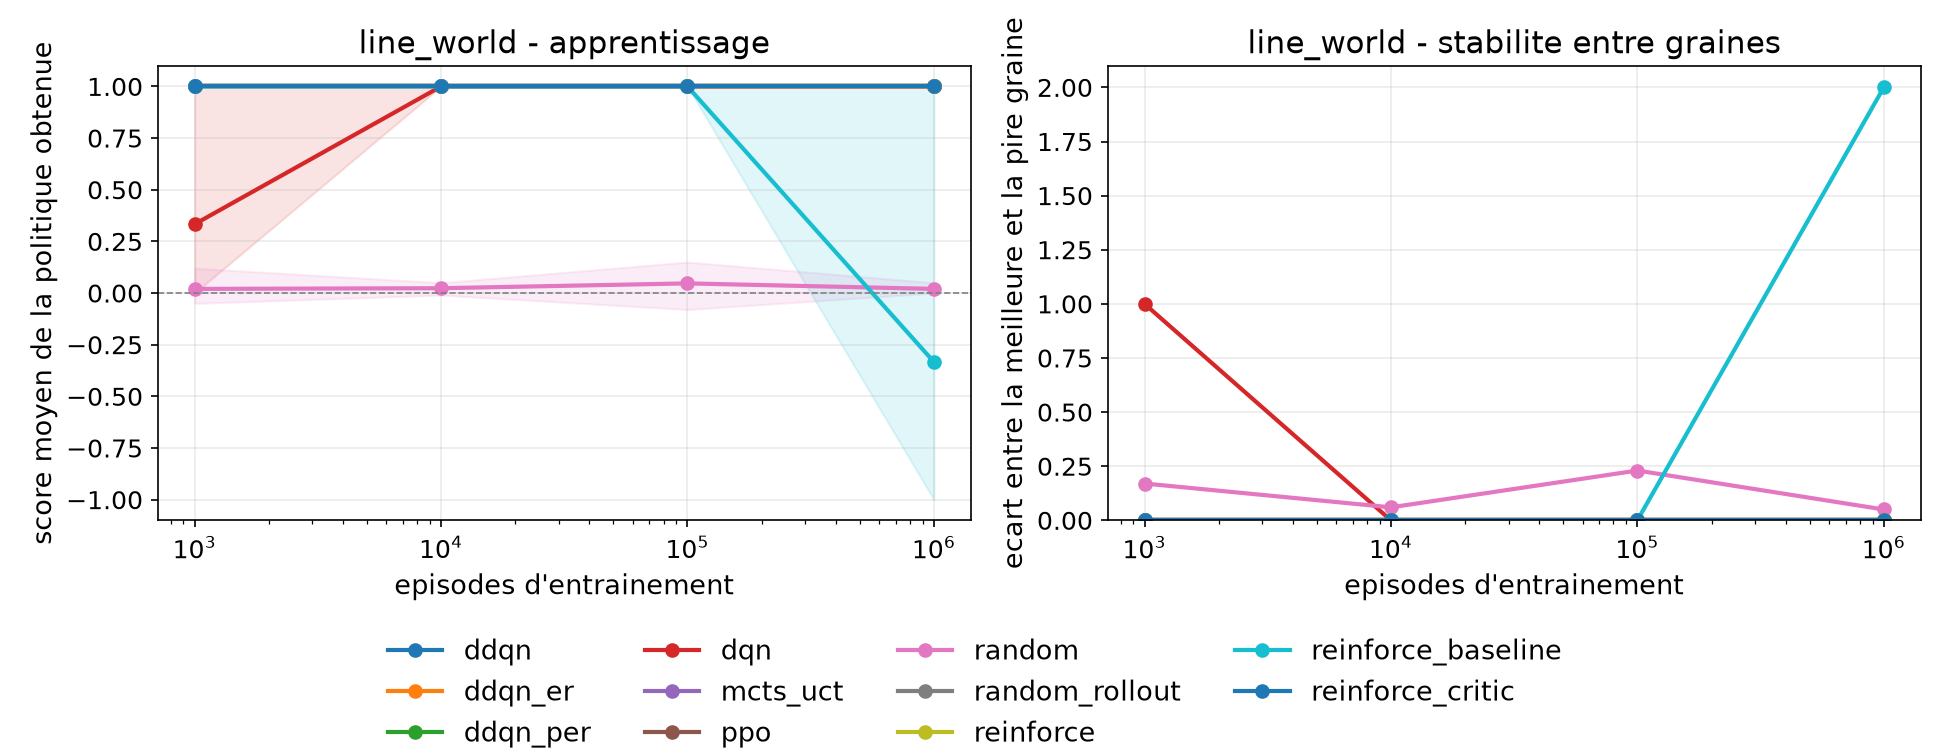 line_world - apprentissage
score moyen de la politique obtenue
1.00
0.75
0.50
0.25
0.00
−0.25
−0.50
−0.75
−1.00
10³
10⁴
10⁵
10⁶
episodes d'entrainement
line_world - stabilite entre graines
ecart entre la meilleure et la pire graine
2.00
1.75
1.50
1.25
1.00
0.75
0.50
0.25
0.00
10³
10⁴
10⁵
10⁶
episodes d'entrainement
ddqn
ddqn_er
ddqn_per
dqn
mcts_uct
ppo
random
random_rollout
reinforce
reinforce_baseline
reinforce_critic